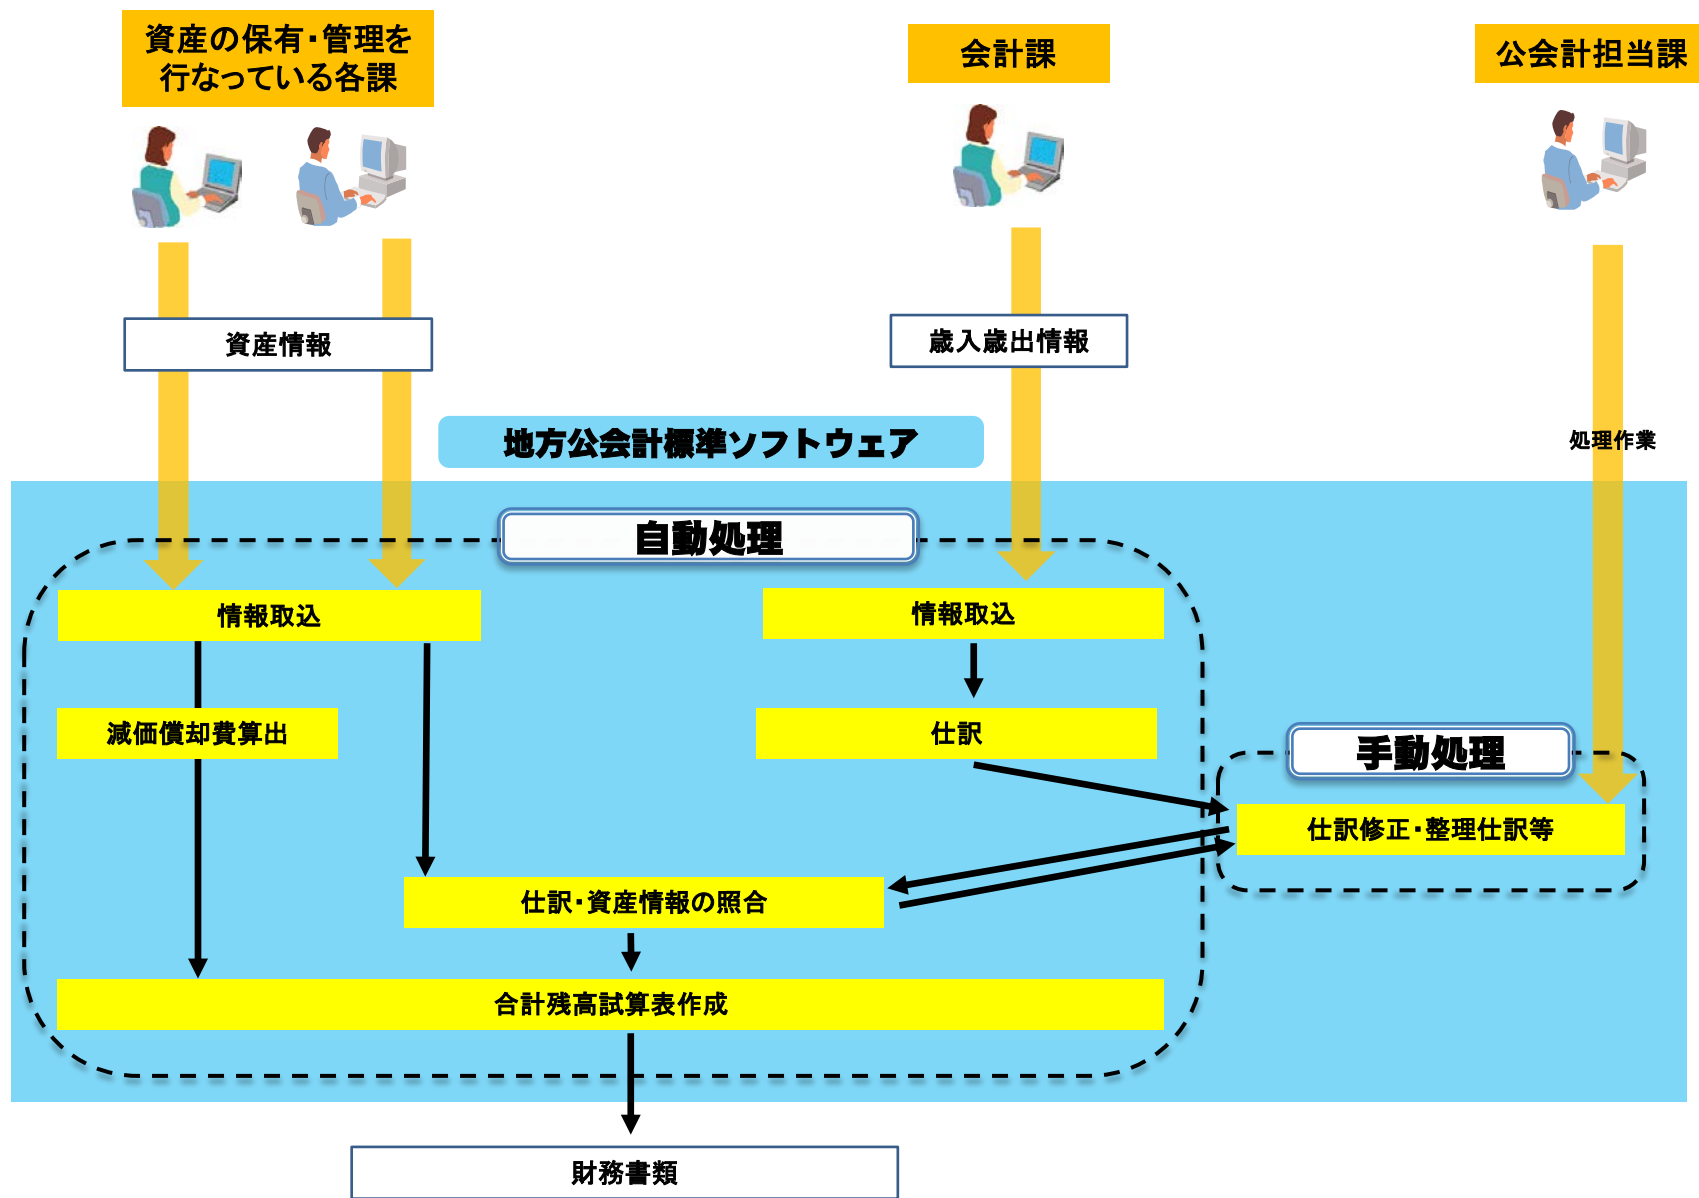 資産の保有・管理を
行なっている各課
会計課
公会計担当課
資産情報
歳入歳出情報
処理作業
地方公会計標準ソフトウェア
自動処理
情報取込
情報取込
減価償却費算出
仕訳
手動処理
仕訳修正・整理仕訳等
仕訳・資産情報の照合
合計残高試算表作成
財務書類